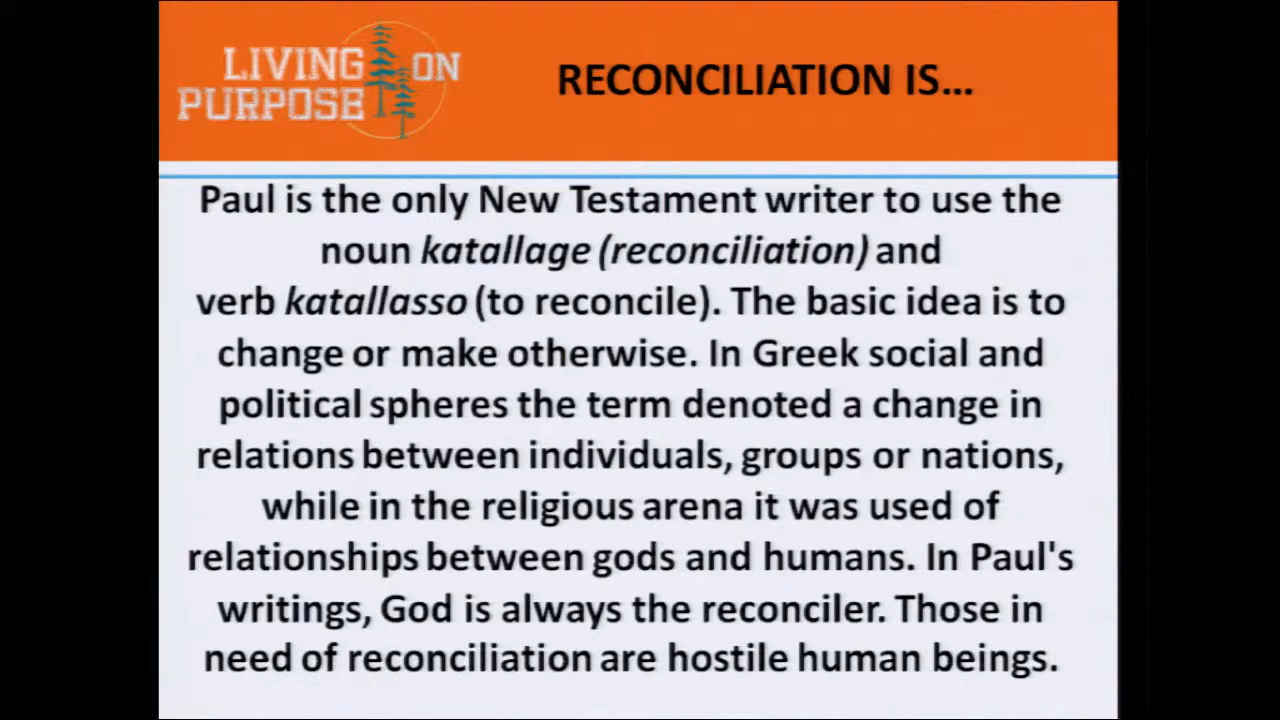 LIVING ON
PURPOSE
RECONCILIATION IS...
Paul is the only New Testament writer to use the
noun katallage (reconciliation) and
verb katallasso (to reconcile). The basic idea is to
change or make otherwise. In Greek social and
political spheres the term denoted a change in
relations between individuals, groups or nations,
while in the religious arena it was used of
relationships between gods and humans. In Paul's
writings, God is always the reconciler. Those in
need of reconciliation are hostile human beings.